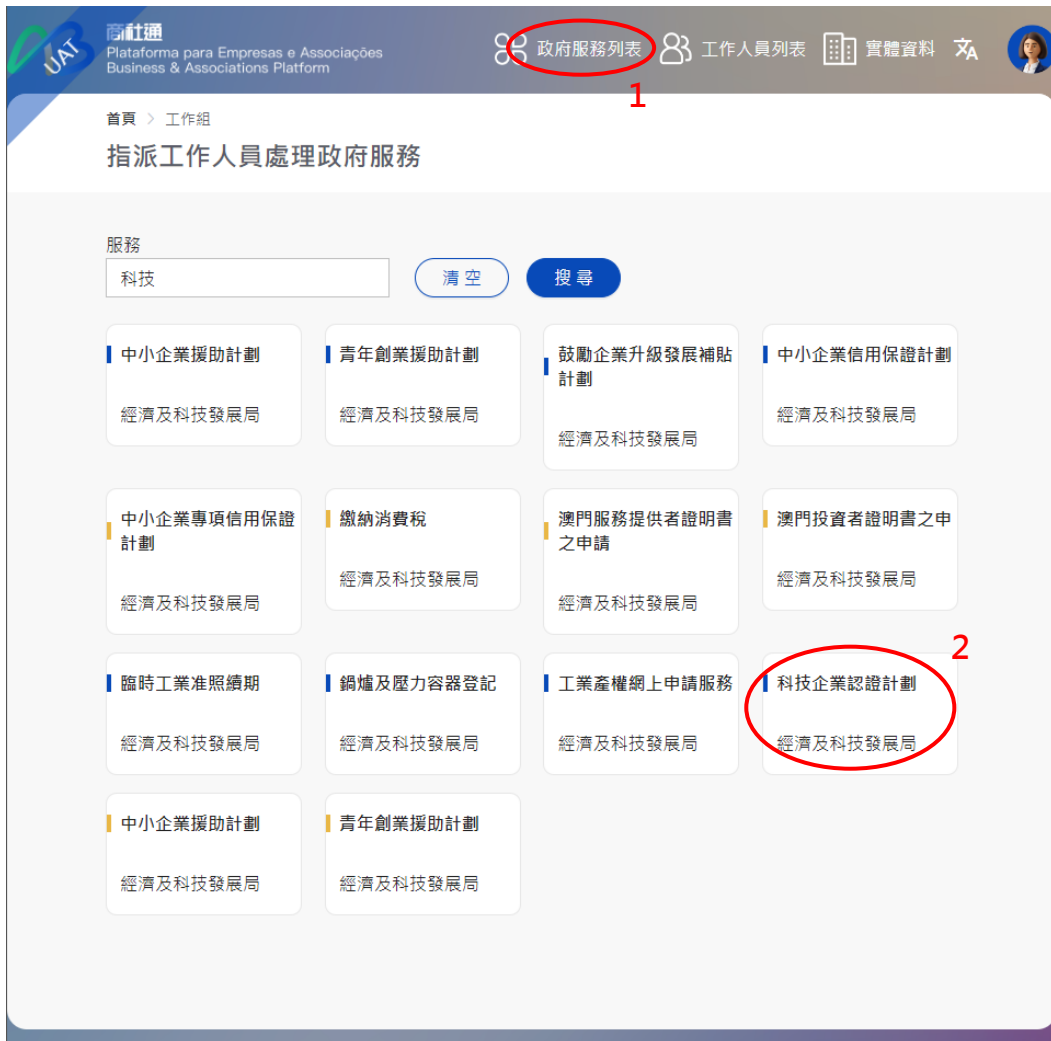 UAT
商社通
Plataforma para Empresas e Associações
Business & Associations Platform
政府服務列表
工作人員列表
實體資料
文A
1
首頁 > 工作組
指派工作人員處理政府服務
服務
科技
清空
搜尋
中小企業援助計劃
經濟及科技發展局
青年創業援助計劃
經濟及科技發展局
鼓勵企業升級發展補貼
計劃
經濟及科技發展局
中小企業信用保證計劃
經濟及科技發展局
中小企業專項信用保證
計劃
經濟及科技發展局
繳納消費稅
經濟及科技發展局
澳門服務提供者證明書
之申請
經濟及科技發展局
澳門投資者證明書之申
經濟及科技發展局
2
臨時工業准照續期
經濟及科技發展局
鍋爐及壓力容器登記
經濟及科技發展局
工業產權網上申請服務
經濟及科技發展局
科技企業認證計劃
經濟及科技發展局
中小企業援助計劃
經濟及科技發展局
青年創業援助計劃
經濟及科技發展局